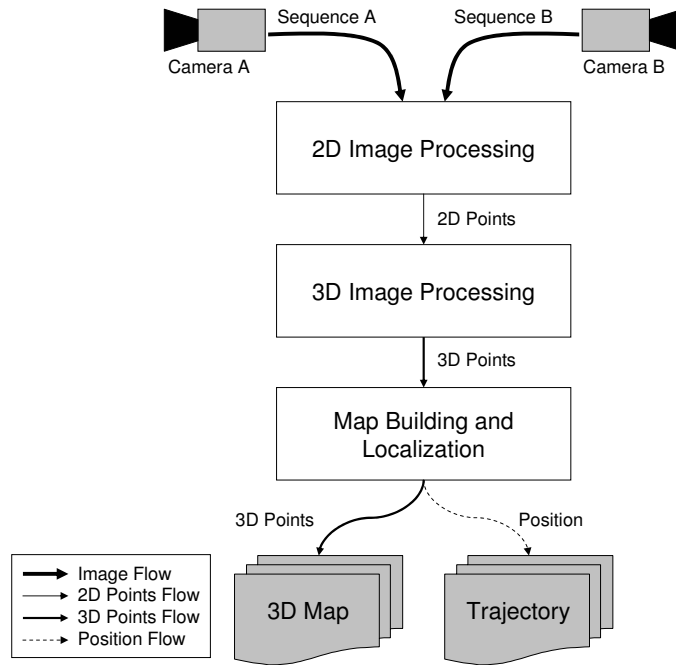 Sequence A
Sequence B
Camera A
Camera B
2D Image Processing
2D Points
3D Image Processing
3D Points
Map Building and
Localization
3D Points
Position
3D Map
Trajectory
Image Flow
2D Points Flow
3D Points Flow
Position Flow